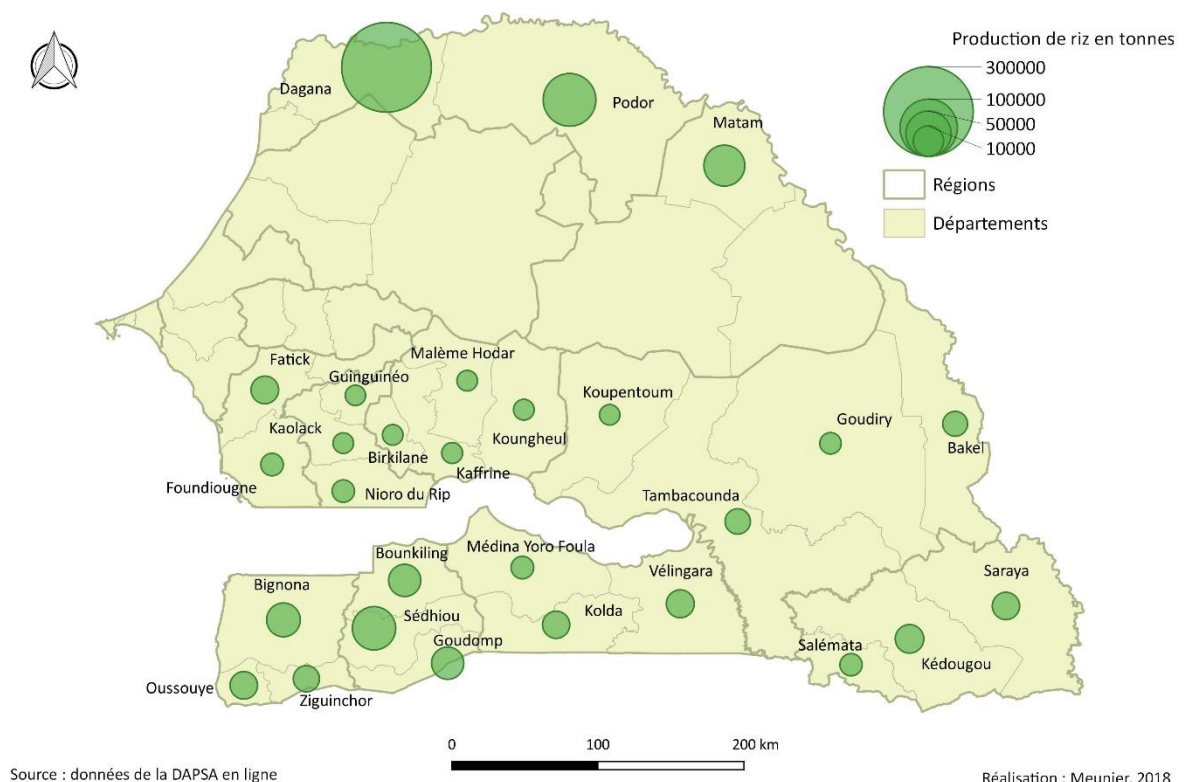 Production de riz en tonnes
300000
100000
50000
10000
Régions
Départements
Dagana
Podor
Matam
Fatick
Guinguinéo
Malème Hodar
Koupentoum
Kaolack
Birkilane
Koungheul
Goudiry
Bakel
Foundiougne
Nioro du Rip
Kaffrine
Tambacounda
Bounkiling
Médina Yoro Foula
Vélingara
Saraya
Bignona
Sédhiou
Kolda
Goudomp
Salémata
Kédougou
Oussouye
Ziguinchor
0 100 200 km
Source : données de la DAPSA en ligne
Réalisation : Meunier, 2018